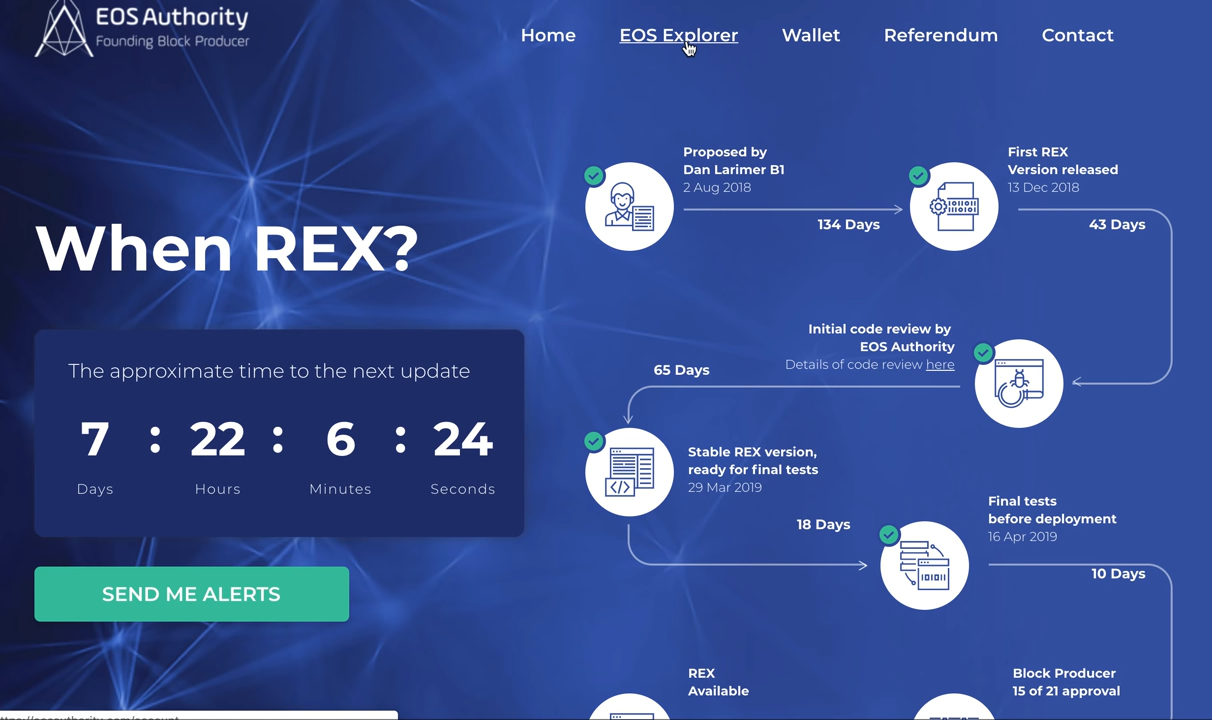 EOS Authority
Founding Block Producer
Home
EOS Explorer
Wallet
Referendum
Contact
Proposed by
Dan Larimer B1
2 Aug 2018
134 Days
First REX
Version released
13 Dec 2018
43 Days
When REX?
The approximate time to the next update
7 : 22 : 6 : 24
Days Hours Minutes Seconds
SEND ME ALERTS
Initial code review by
EOS Authority
Details of code review here
65 Days
Stable REX version,
ready for final tests
29 Mar 2019
18 Days
Final tests
before deployment
16 Apr 2019
10 Days
REX
Available
Block Producer
15 of 21 approval